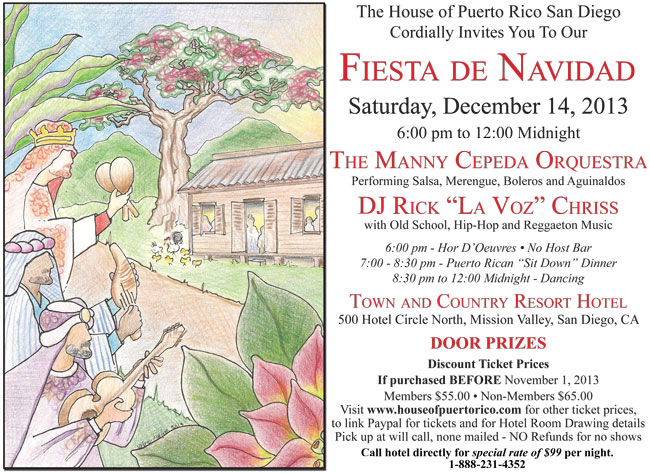 The House of Puerto Rico San Diego
Cordially Invites You To Our
Fiesta de Navidad
Saturday, December 14, 2013
6:00 pm to 12:00 Midnight
The Manny Cepeda Orquestra
Performing Salsa, Merengue, Boleros and Aguinaldos
DJ Rick "La Voz" Chriss
with Old School, Hip-Hop and Reggaeton Music
6:00 pm - Hor D'Oeuvres • No Host Bar
7:00 - 8:30 pm - Puerto Rican "Sit Down" Dinner
8:30 pm to 12:00 Midnight - Dancing
Town and Country Resort Hotel
500 Hotel Circle North, Mission Valley, San Diego, CA
DOOR PRIZES
Discount Ticket Prices
If purchased BEFORE November 1, 2013
Members $55.00 • Non-Members $65.00
Visit www.houseofpuertorico.com for other ticket prices,
to link Paypal for tickets and for Hotel Room Drawing details
Pick up at will call, none mailed - NO Refunds for no shows
Call hotel directly for special rate of $99 per night.
1-888-231-4352